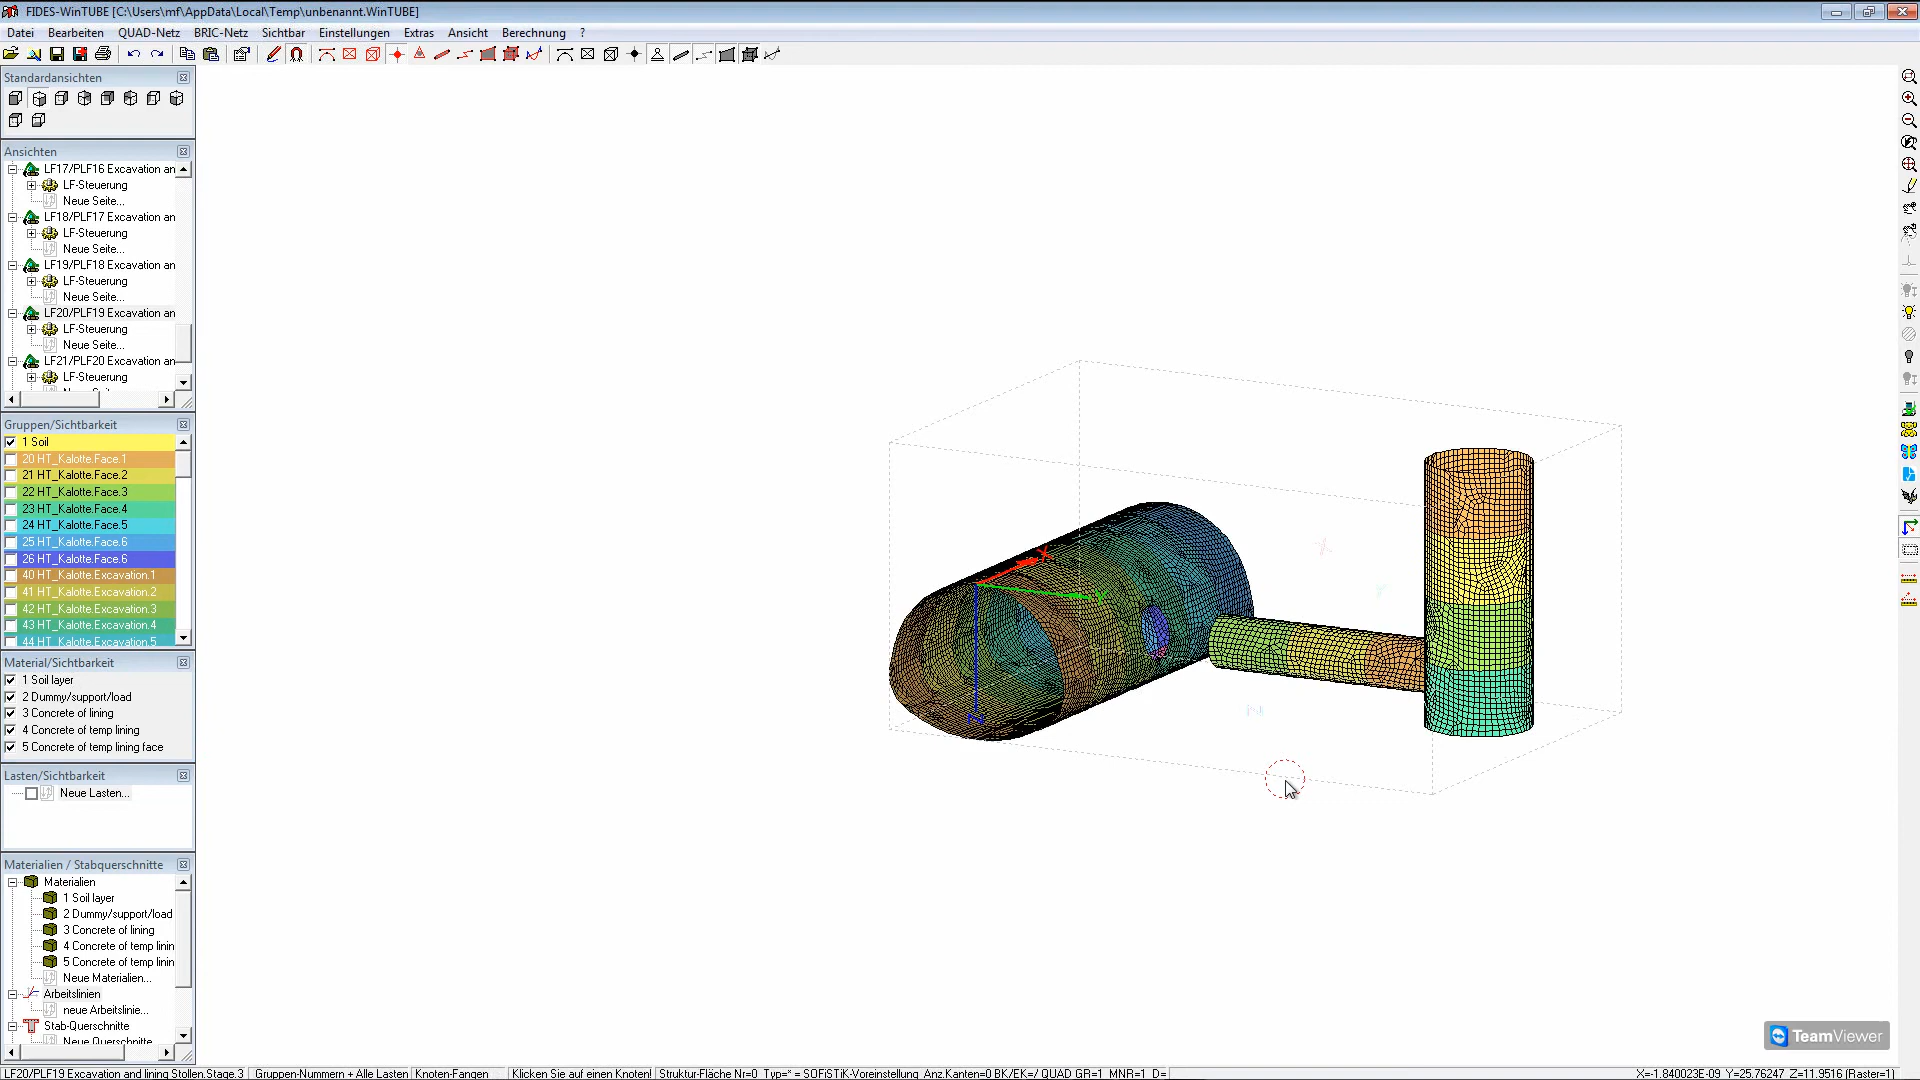 FIDES-WinTUBE [C:\Users\mf\AppData\Local\Temp\unbenannt.WinTUBE]
Datei Bearbeiten QUAD-Netz BRIC-Netz Sichtbar Einstellungen Extras Ansicht Berechnung ?
Standardansichten
Ansichten
LF17/PLF16 Excavation an
LF-Steuerung
Neue Seite...
LF18/PLF17 Excavation an
LF-Steuerung
Neue Seite...
LF19/PLF18 Excavation an
LF-Steuerung
Neue Seite...
LF20/PLF19 Excavation an
LF-Steuerung
Neue Seite...
LF21/PLF20 Excavation an
LF-Steuerung
Gruppen/Sichtbarkeit
1 Soil
20 HT_Kalotte.Face.1
21 HT_Kalotte.Face.2
22 HT_Kalotte.Face.3
23 HT_Kalotte.Face.4
24 HT_Kalotte.Face.5
25 HT_Kalotte.Face.6
26 HT_Kalotte.Face.6
40 HT_Kalotte.Excavation.1
41 HT_Kalotte.Excavation.2
42 HT_Kalotte.Excavation.3
43 HT_Kalotte.Excavation.4
44 HT_Kalotte.Excavation.5
Material/Sichtbarkeit
1 Soil layer
2 Dummy/support/load
3 Concrete of lining
4 Concrete of temp lining
5 Concrete of temp lining face
Lasten/Sichtbarkeit
Neue Lasten...
Materialien / Stabquerschnitte
Materialien
1 Soil layer
2 Dummy/support/load
3 Concrete of lining
4 Concrete of temp linin
5 Concrete of temp linin
Neue Materialien...
Arbeitslinien
neue Arbeitslinie...
Stab-Querschnitte
Neue Querschnitte
X
Y
Z
X
Y
Z
TeamViewer
LF20/PLF19 Excavation and lining Stollen.Stage.3 Gruppen-Nummern + Alle Lasten Knoten-Fangen Klicken Sie auf einen Knoten! Struktur-Fläche Nr=0 Typ=* = SOFiSTiK-Voreinstellung Anz.Kanten=0 BK/EK=/ QUAD GR=1 MNR=1 D= X=-1.840023E-09 Y=25.76247 Z=11.9516 (Raster=1)